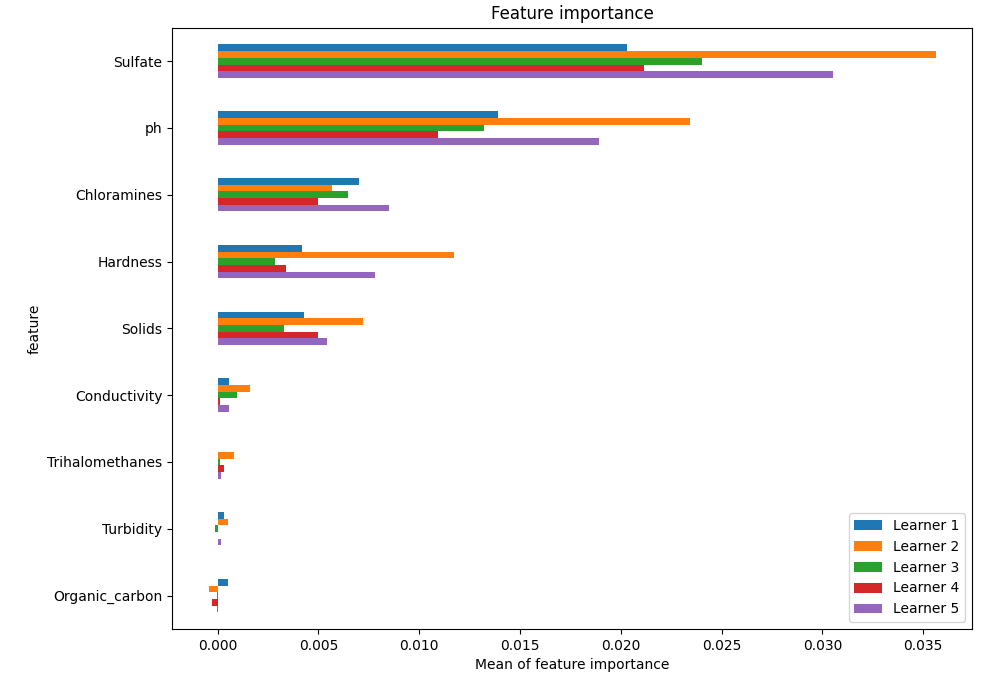 Feature importance
Sulfate
ph
Chloramines
Hardness
Solids
Conductivity
Trihalomethanes
Turbidity
Organic_carbon
feature
Learner 1
Learner 2
Learner 3
Learner 4
Learner 5
0.000 0.005 0.010 0.015 0.020 0.025 0.030 0.035
Mean of feature importance